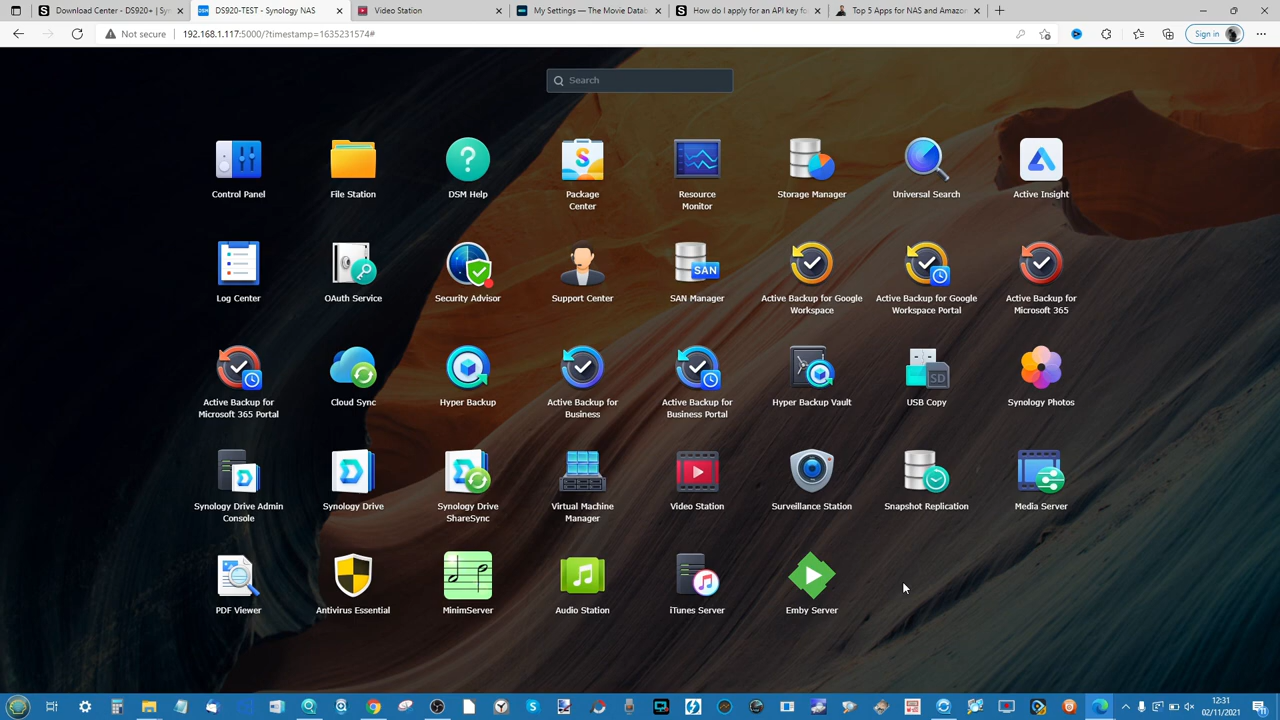 Download Center - DS920+ | Sy
DS920-TEST - Synology NAS
Video Station
My Settings — The Movie Datab
How do I apply for an API key fo
Top 5 Apps for NAS and Amazon
Not secure
192.168.1.117:5000/?timestamp=1635231574#
Sign in
Search
Control Panel
File Station
DSM Help
Package
Center
Resource
Monitor
Storage Manager
Universal Search
Active Insight
Log Center
OAuth Service
Security Advisor
Support Center
SAN
SAN Manager
Active Backup for Google
Workspace
Active Backup for Google
Workspace Portal
Active Backup for
Microsoft 365
Active Backup for
Microsoft 365 Portal
Cloud Sync
Hyper Backup
Active Backup for
Business
Active Backup for
Business Portal
Hyper Backup Vault
SD
USB Copy
Synology Photos
Synology Drive Admin
Console
Synology Drive
Synology Drive
ShareSync
Virtual Machine
Manager
Video Station
Surveillance Station
Snapshot Replication
Media Server
PDF Viewer
Antivirus Essential
MinimServer
Audio Station
iTunes Server
Emby Server
12:31
02/11/2021